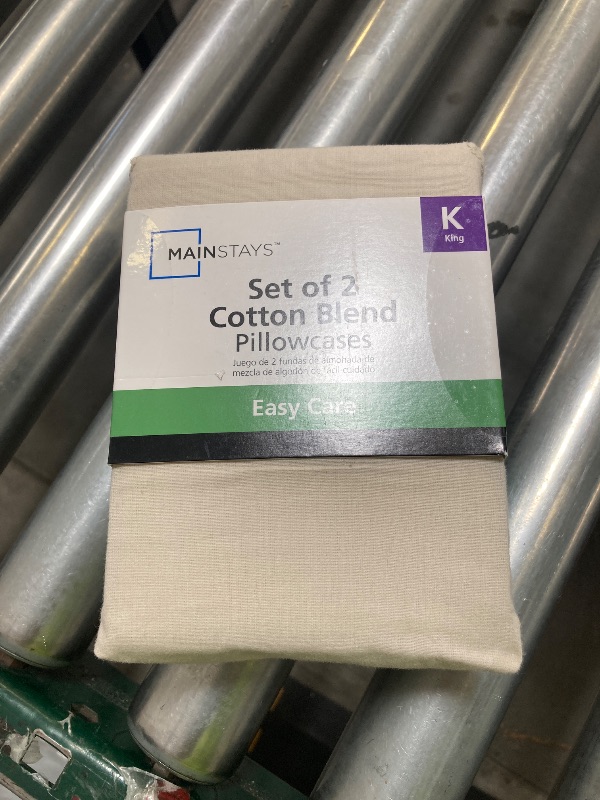 K
King
MAINSTAYS™
Set of 2
Cotton Blend
Pillowcases
Juego de 2 fundas de almohada de
mezcla de algodón de fácil cuidado
Easy Care